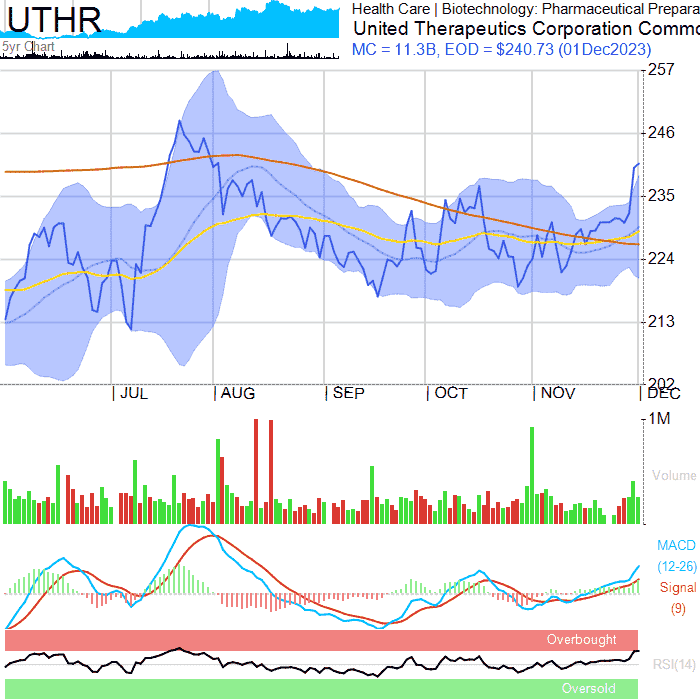 UTHR
5yr Chart
Health Care | Biotechnology: Pharmaceutical Prepara
United Therapeutics Corporation Commo
MC = 11.3B, EOD = $240.73 (01Dec2023)
257
246
235
224
213
202
| JUL | AUG | SEP | OCT | NOV | DEC
1M
Volume
MACD
(12-26)
Signal
(9)
Overbought
RSI(14)
Oversold